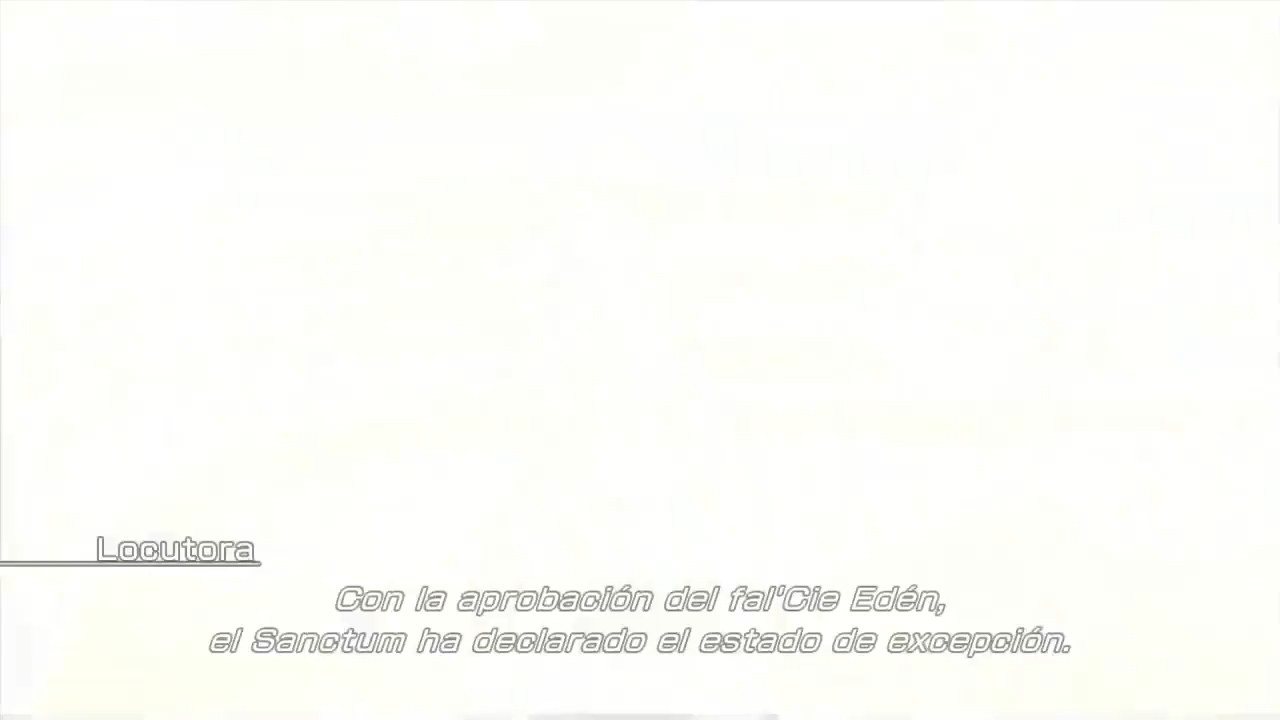 Locutora
Con la aprobación del fal'Cie Edén,
el Sanctum ha declarado el estado de excepción.